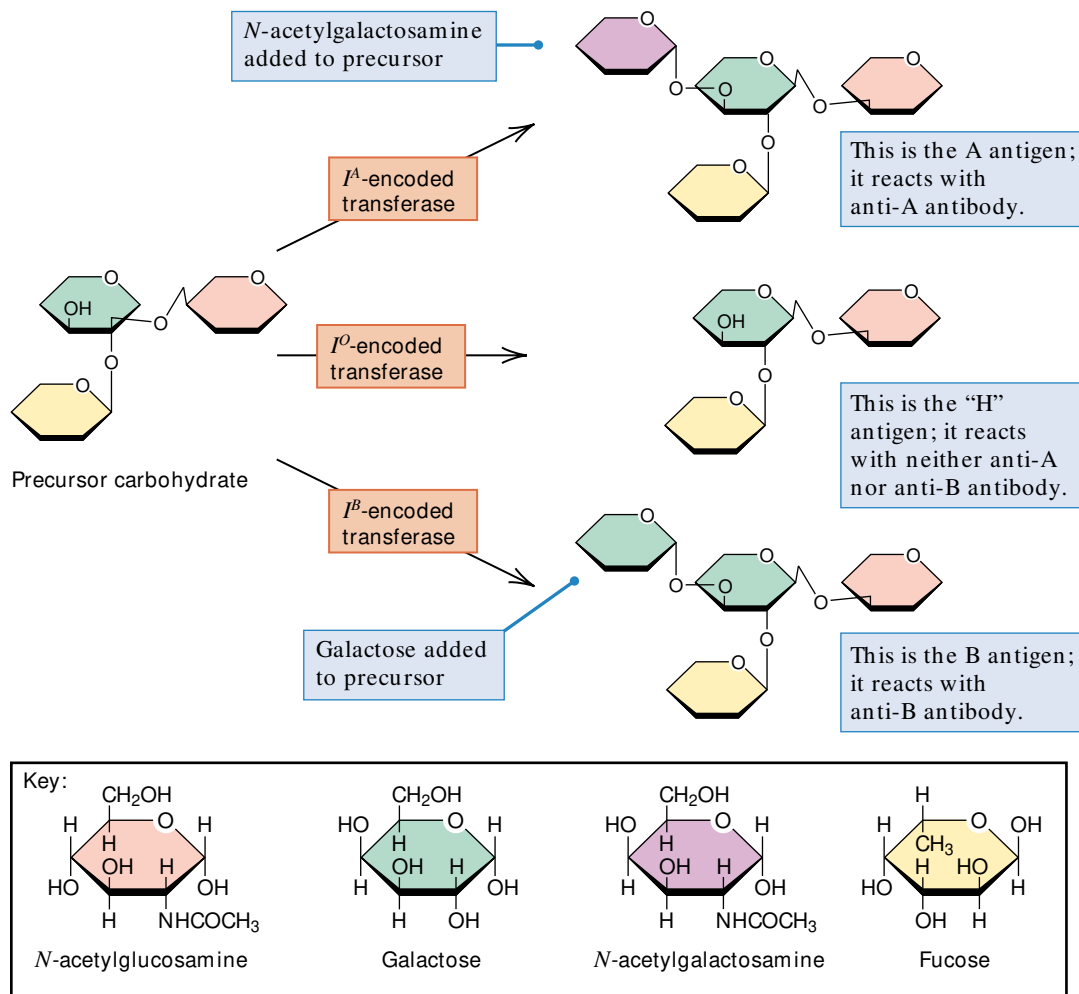 N-acetylgalactosamine
added to precursor
O
O
O
O
O
O
O
O
This is the A antigen;
it reacts with
anti-A antibody.
I^A-encoded
transferase
O
OH
O
O
O
O
Precursor carbohydrate
I^O-encoded
transferase
O
O
OH
O
O
O
This is the “H”
antigen; it reacts
with neither anti-A
nor anti-B antibody.
I^B-encoded
transferase
O
O
O
O
O
O
O
O
Galactose added
to precursor
This is the B antigen;
it reacts with
anti-B antibody.
Key:
CH₂OH
H O H
H
OH H
HO OH
H NHCOCH₃
N-acetylglucosamine
CH₂OH
HO O H
H
OH H
H OH
H OH
Galactose
CH₂OH
HO O H
H
OH H
H OH
H NHCOCH₃
N-acetylgalactosamine
H
H O OH
CH₃
H HO
HO H
OH H
Fucose